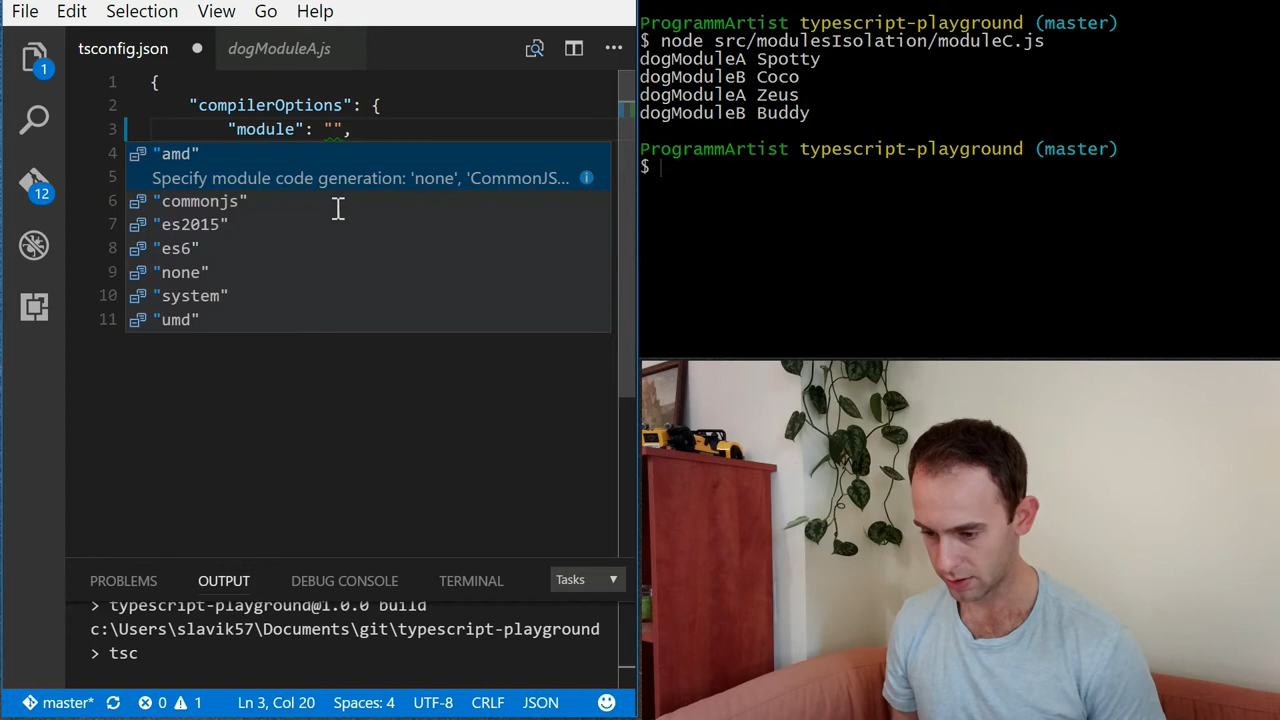 File Edit Selection View Go Help
tsconfig.json
dogModuleA.js
1
12
1 {
2 "compilerOptions": {
3 "module": "",
4 "amd"
5 Specify module code generation: 'none', 'CommonJS...
6 "commonjs"
7 "es2015"
8 "es6"
9 "none"
10 "system"
11 "umd"
PROBLEMS OUTPUT DEBUG CONSOLE TERMINAL Tasks
> typescript-playground@1.0.0 build
c:\Users\slavik57\Documents\git\typescript-playground
> tsc
master* 0 1 Ln 3, Col 20 Spaces: 4 UTF-8 CRLF JSON
ProgrammArtist typescript-playground (master)
$ node src/modulesIsolation/moduleC.js
dogModuleA Spotty
dogModuleB Coco
dogModuleA Zeus
dogModuleB Buddy
ProgrammArtist typescript-playground (master)
$